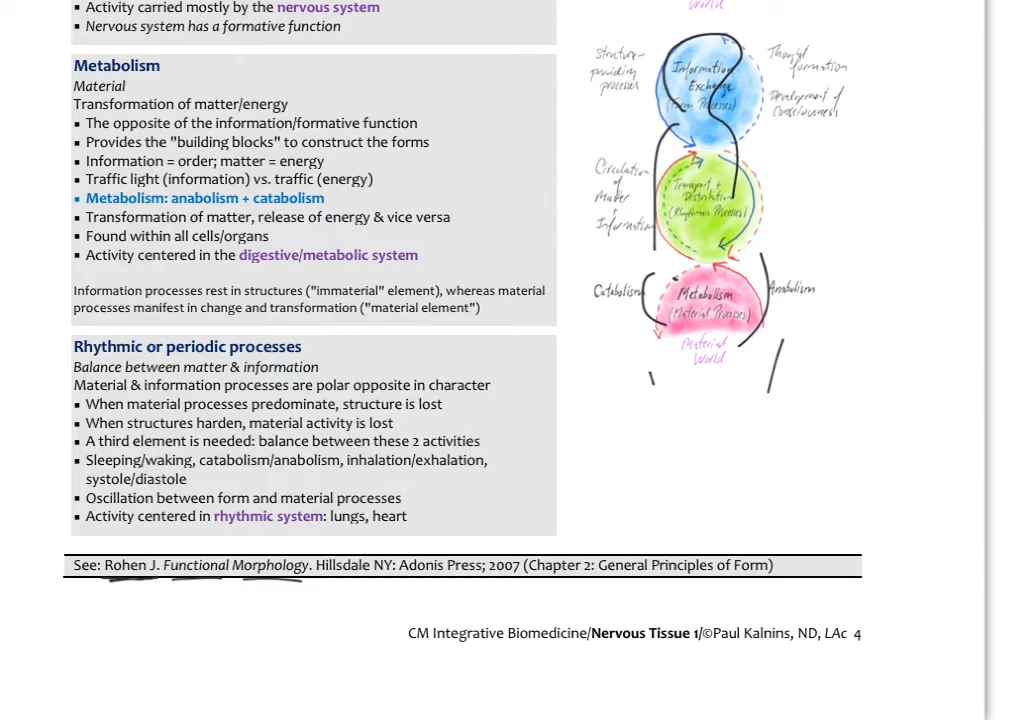 ▪ Activity carried mostly by the nervous system
▪ Nervous system has a formative function
Metabolism
Material
Transformation of matter/energy
▪ The opposite of the information/formative function
▪ Provides the "building blocks" to construct the forms
▪ Information = order; matter = energy
▪ Traffic light (information) vs. traffic (energy)
▪ Metabolism: anabolism + catabolism
▪ Transformation of matter, release of energy & vice versa
▪ Found within all cells/organs
▪ Activity centered in the digestive/metabolic system
Information processes rest in structures ("immaterial" element), whereas material
processes manifest in change and transformation ("material element")
Rhythmic or periodic processes
Balance between matter & information
Material & information processes are polar opposite in character
▪ When material processes predominate, structure is lost
▪ When structures harden, material activity is lost
▪ A third element is needed: balance between these 2 activities
▪ Sleeping/waking, catabolism/anabolism, inhalation/exhalation,
systole/diastole
▪ Oscillation between form and material processes
▪ Activity centered in rhythmic system: lungs, heart
World
Structure-
providing
processes
Information
Exchange
(Form Processes)
Thought
formation
Development of
Consciousness
Circulation
of
Matter
+
Information
Transport +
Distribution
(Rhythmic Processes)
Catabolism
Metabolism
(Material Processes)
Anabolism
Material
World
See: Rohen J. Functional Morphology. Hillsdale NY: Adonis Press; 2007 (Chapter 2: General Principles of Form)
CM Integrative Biomedicine/Nervous Tissue 1/©Paul Kalnins, ND, LAc 4